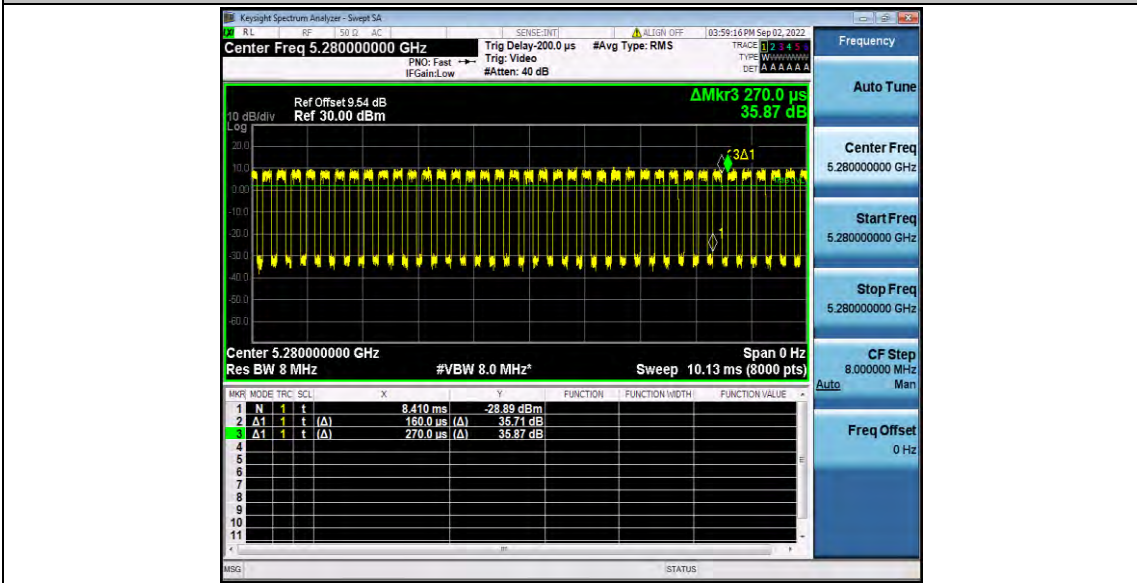 Keysight Spectrum Analyzer - Swept SA
RL RF 50 Ω AC SENSE:INT ALIGN OFF 03:59:16 PM Sep 02, 2022
Center Freq 5.280000000 GHz
PNO: Fast
IFGain:Low
Trig Delay-200.0 µs
Trig: Video
#Atten: 40 dB
#Avg Type: RMS
TRACE 1 2 3 4 5 6
TYPE
DET A A A A A A
ΔMkr3 270.0 µs
35.87 dB
Ref Offset 9.54 dB
10 dB/div Ref 30.00 dBm
Log
20.0
10.0
0.00
-10.0
-20.0
-30.0
-40.0
-50.0
-60.0
3Δ1
1
Center 5.280000000 GHz Span 0 Hz
Res BW 8 MHz #VBW 8.0 MHz* Sweep 10.13 ms (8000 pts)
MKR MODE TRC SCL X Y FUNCTION FUNCTION WIDTH FUNCTION VALUE
1 N 1 t 8.410 ms -28.89 dBm
2 Δ1 1 t (Δ) 160.0 µs (Δ) 35.71 dB
3 Δ1 1 t (Δ) 270.0 µs (Δ) 35.87 dB
4
5
6
7
8
9
10
11
MSG STATUS
Frequency
Auto Tune
Center Freq
5.280000000 GHz
Start Freq
5.280000000 GHz
Stop Freq
5.280000000 GHz
CF Step
8.000000 MHz
Auto Man
Freq Offset
0 Hz